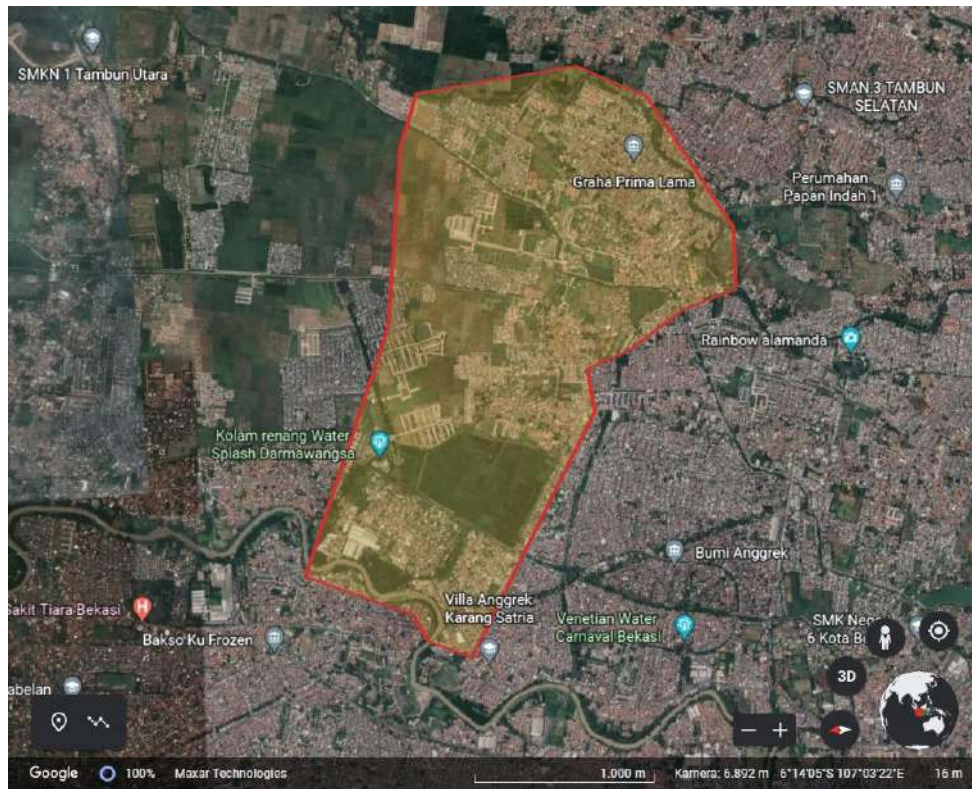 SMKN 1 Tambun Utara
SMAN 3 TAMBUN
SELATAN
Graha Prima Lama
Perumahan
Papan Indah 1
Rainbow alamanda
Kolam renang Water
Splash Darmawangsa
Bumi Anggrek
Sakit Tiara Bekasi
H
Villa Anggrek
Karang Satria
Venetian Water
Carnaval Bekasi
SMK Nege
6 Kota Be
Bakso Ku Frozen
abelan
3D
Google
100%
Maxar Technologies
1.000 m
Kamera: 6.892 m
6°14'05"S 107°03'22"E
16 m